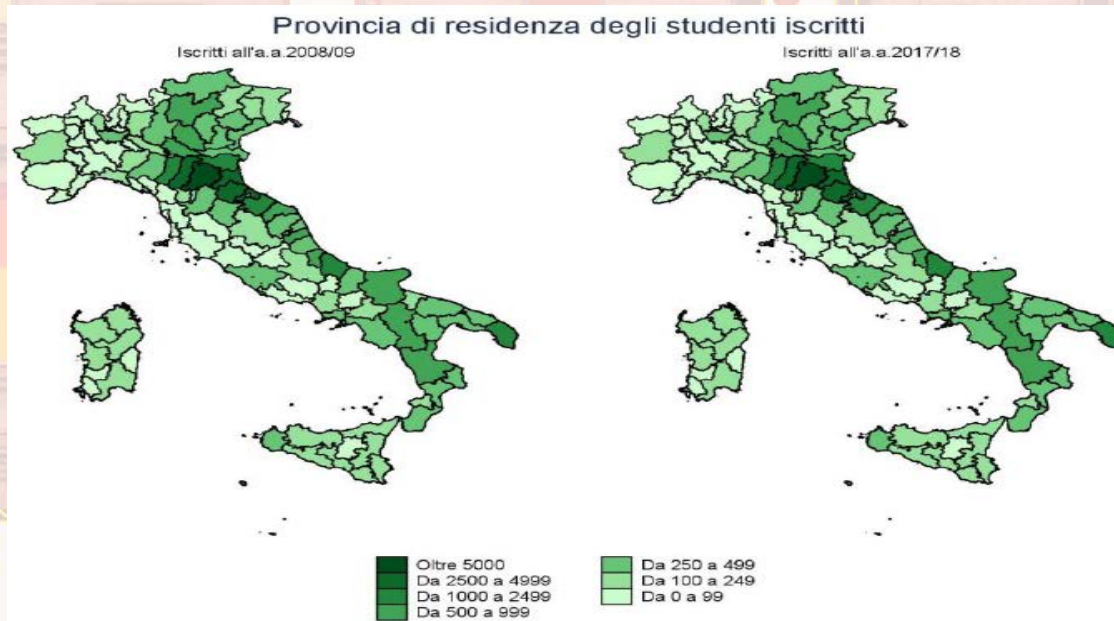 Provincia di residenza degli studenti iscritti
Iscritti all'a.a.2008/09
Iscritti all'a.a.2017/18
Oltre 5000
Da 2500 a 4999
Da 1000 a 2499
Da 500 a 999
Da 250 a 499
Da 100 a 249
Da 0 a 99